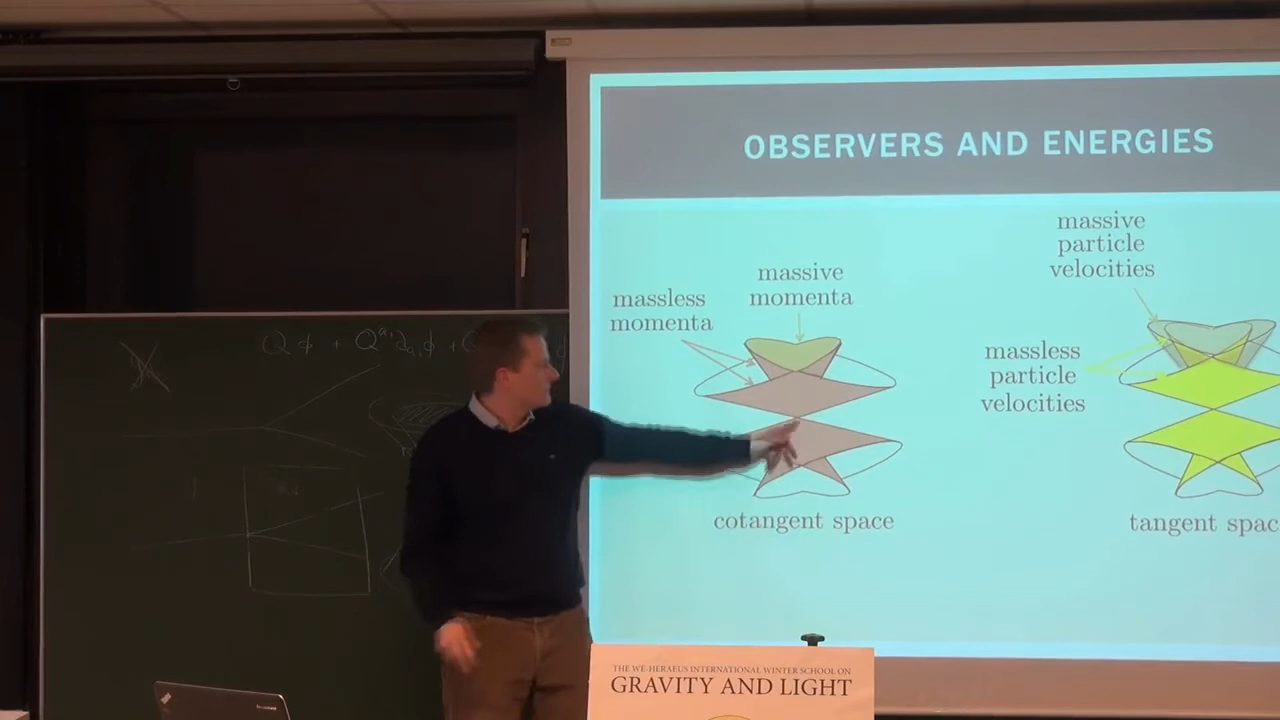 OBSERVERS AND ENERGIES
massive
momenta
massless
momenta
cotangent space
massive
particle
velocities
massless
particle
velocities
tangent spac
THE WE-HERAEUS INTERNATIONAL WINTER SCHOOL ON
GRAVITY AND LIGHT